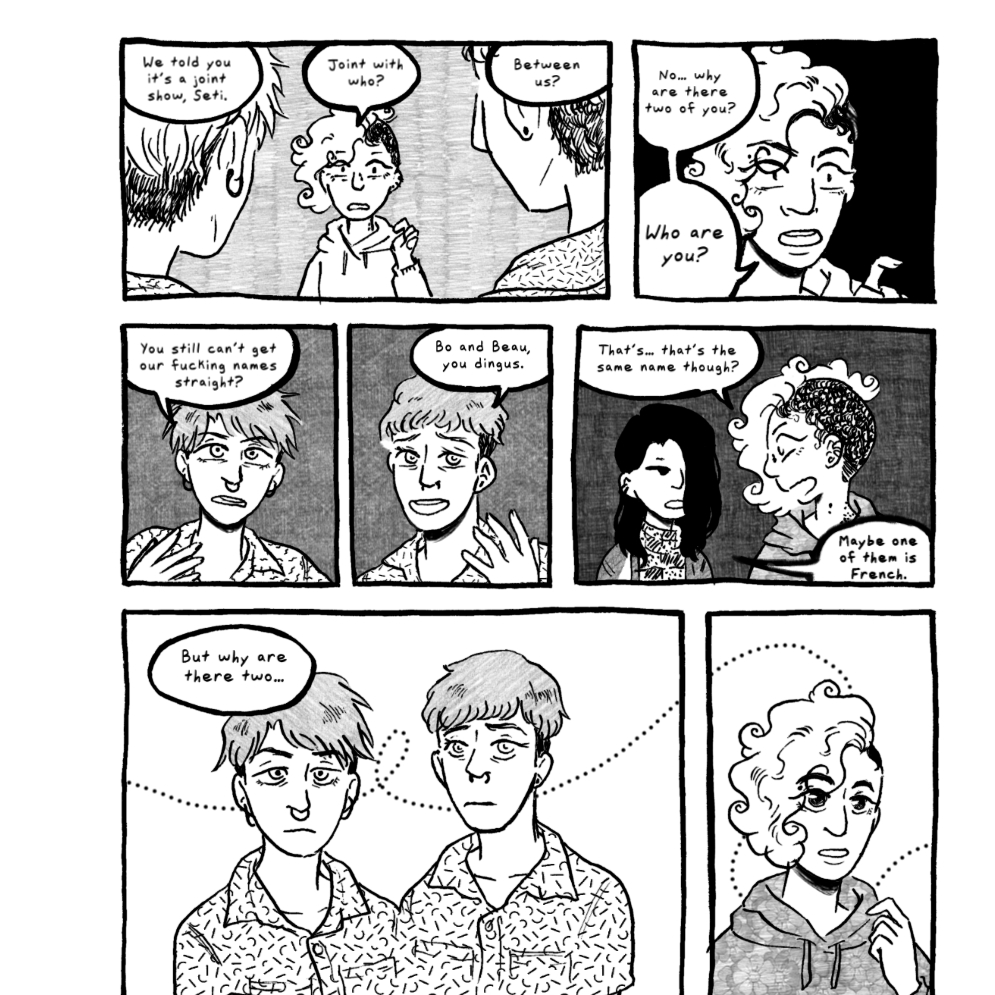 We told you
it's a joint
show, Seti.
Joint with
who?
Between
us?
No... why
are there
two of you?
Who are
you?
You still can't get
our fucking names
straight?
Bo and Beau,
you dingus.
That's... that's the
same name though?
Maybe one
of them is
French.
But why are
there two...